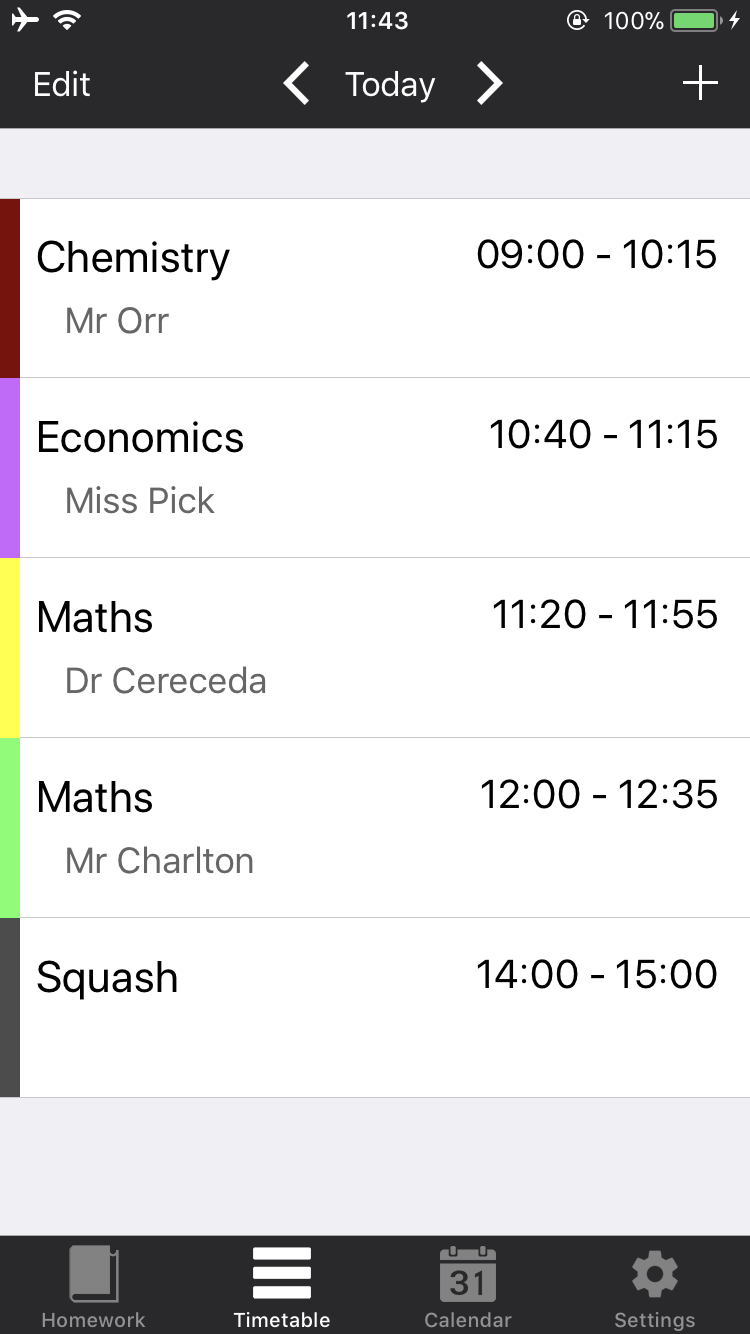 11:43 100%
Edit Today
Chemistry 09:00 - 10:15
Mr Orr
Economics 10:40 - 11:15
Miss Pick
Maths 11:20 - 11:55
Dr Cereceda
Maths 12:00 - 12:35
Mr Charlton
Squash 14:00 - 15:00
31
Homework Timetable Calendar Settings